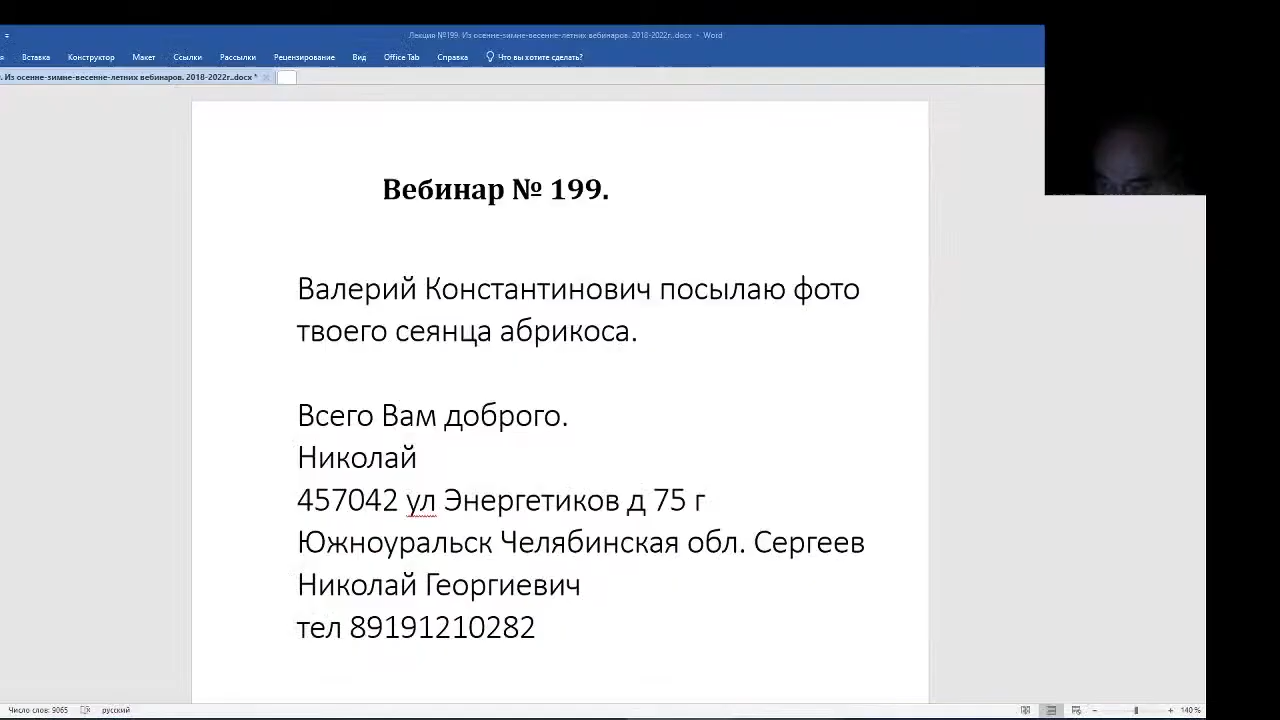 Лекция №199. Из осенне-зимне-весенне-летних вебинаров. 2018-2022г..docx - Word
Вставка Конструктор Макет Ссылки Рассылки Рецензирование Вид Office Tab Справка Что вы хотите сделать?
. Из осенне-зимне-весенне-летних вебинаров. 2018-2022г..docx *
Вебинар № 199.
Валерий Константинович посылаю фото
твоего сеянца абрикоса.
Всего Вам доброго.
Николай
457042 ул Энергетиков д 75 г
Южноуральск Челябинская обл. Сергеев
Николай Георгиевич
тел 89191210282
Число слов: 9065 русский 140 %